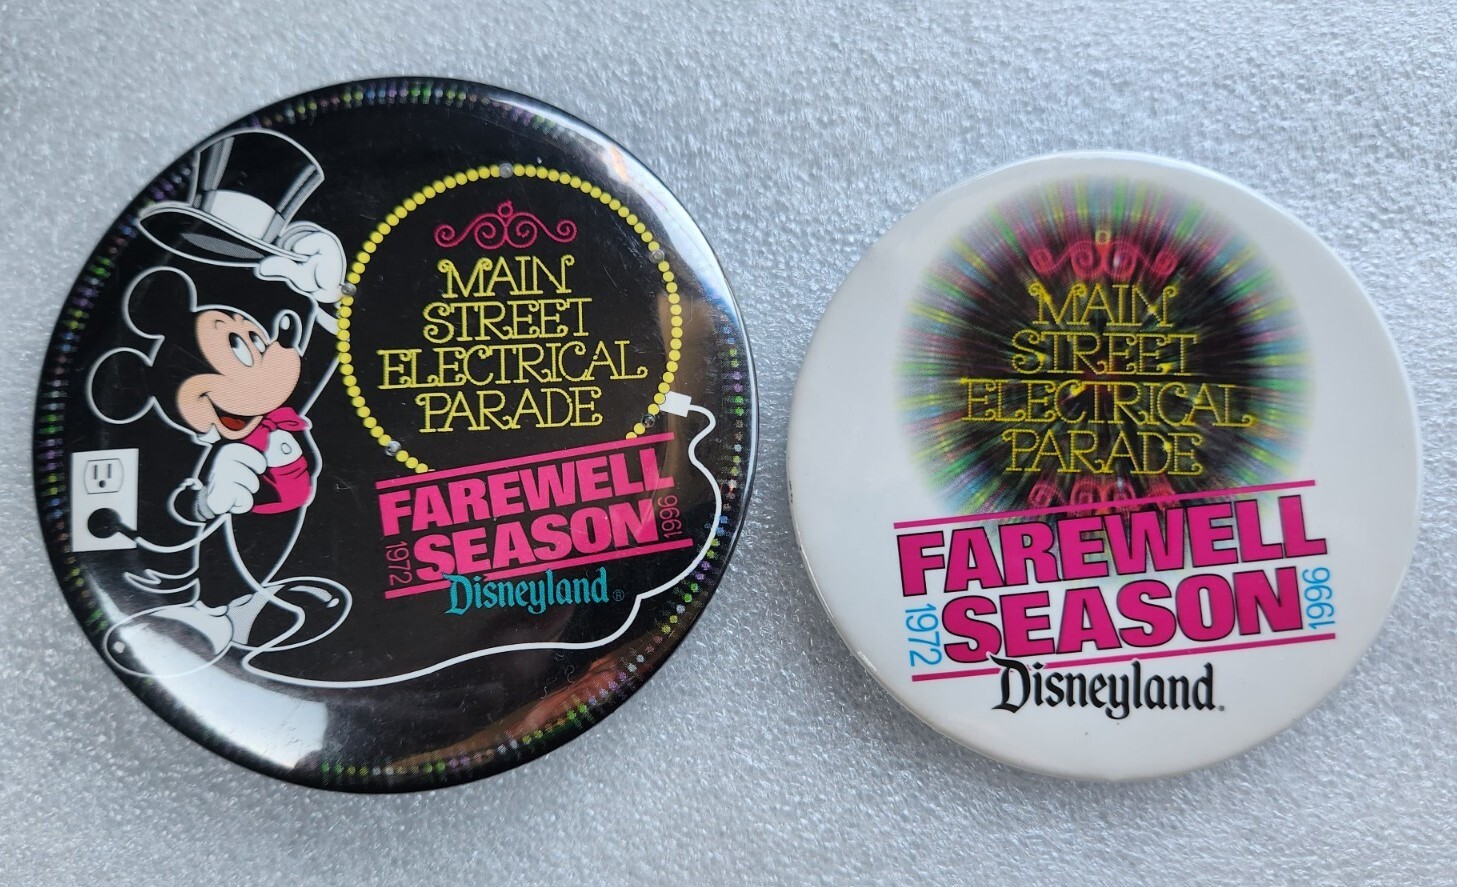 MAIN
STREET
ELECTRICAL
PARADE
FAREWELL
1972 SEASON 1996
Disneyland®
MAIN
STREET
ELECTRICAL
PARADE
FAREWELL
1972 SEASON 1996
Disneyland